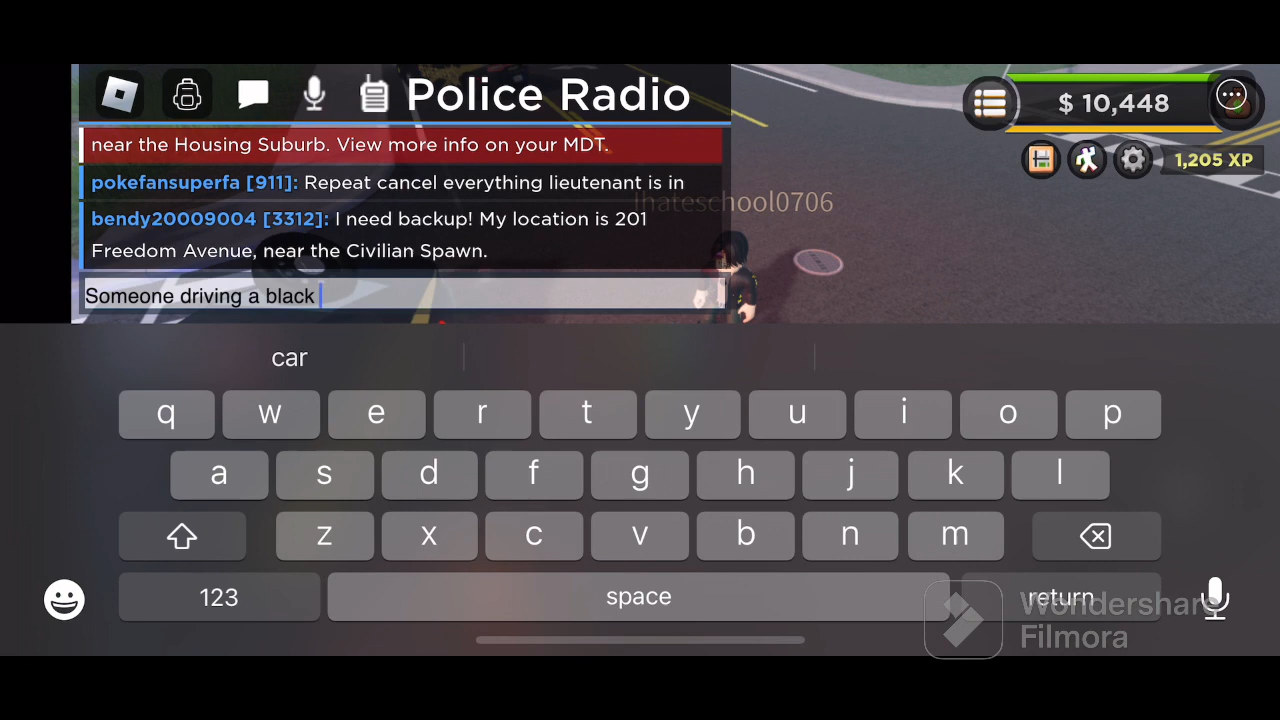 Police Radio
$ 10,448
near the Housing Suburb. View more info on your MDT.
1,205 XP
pokefansuperfa [911]: Repeat cancel everything lieutenant is in
Ihateschool0706
bendy20009004 [3312]: I need backup! My location is 201
Freedom Avenue, near the Civilian Spawn.
Someone driving a black
car
q w e r t y u i o p
a s d f g h j k l
z x c v b n m
123 space return
Wondershare
Filmora